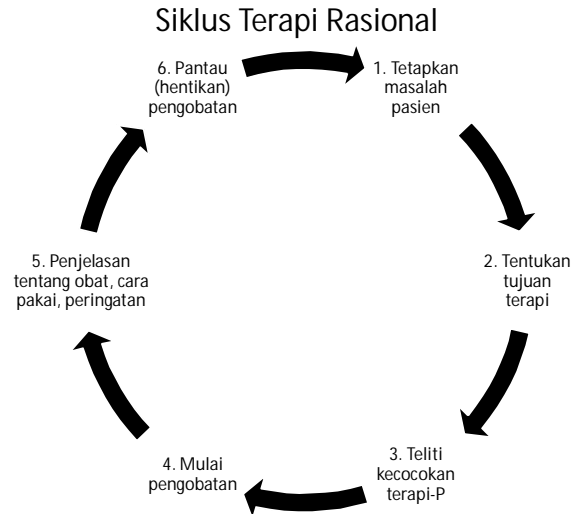 Siklus Terapi Rasional
1. Tetapkan
masalah
pasien
2. Tentukan
tujuan
terapi
3. Teliti
kecocokan
terapi-P
4. Mulai
pengobatan
5. Penjelasan
tentang obat, cara
pakai, peringatan
6. Pantau
(hentikan)
pengobatan